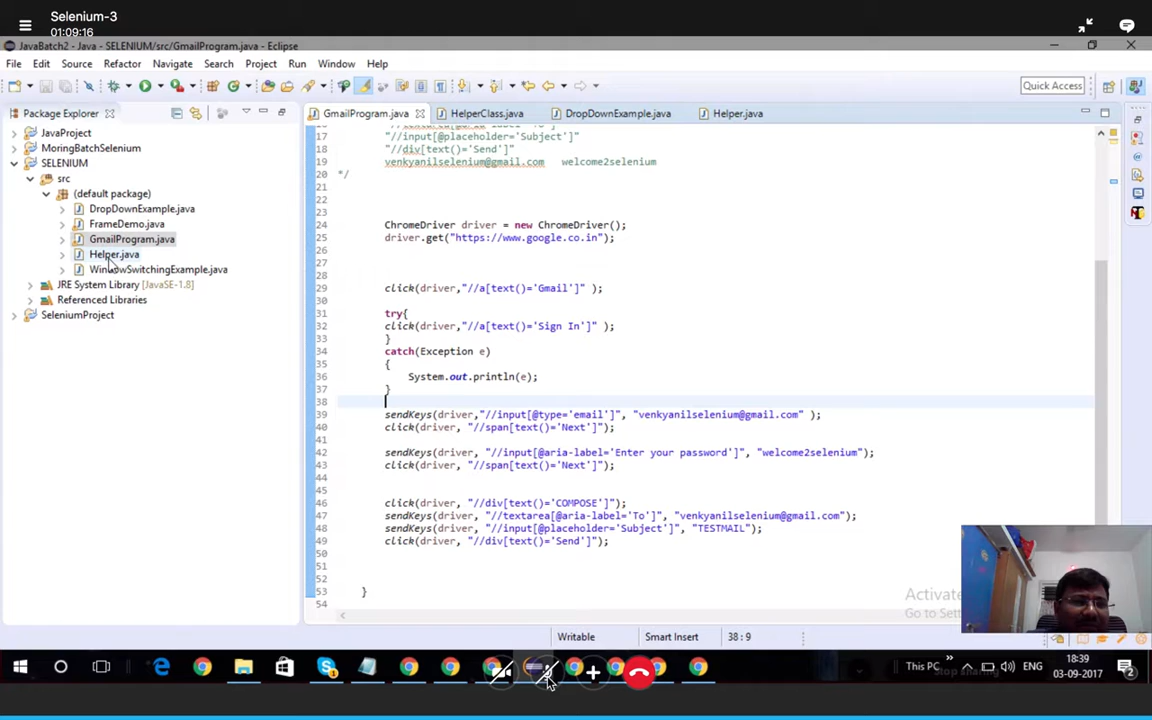 Selenium-3
01:09:16
JavaBatch2 - Java - SELENIUM/src/GmailProgram.java - Eclipse
File Edit Source Refactor Navigate Search Project Run Window Help
Quick Access
Package Explorer
GmailProgram.java HelperClass.java DropDownExample.java Helper.java
JavaProject
MoringBatchSelenium
SELENIUM
src
(default package)
DropDownExample.java
FrameDemo.java
GmailProgram.java
Helper.java
WindowSwitchingExample.java
JRE System Library [JavaSE-1.8]
Referenced Libraries
SeleniumProject
17 "//input[@placeholder='Subject']"
18 "//div[text()='Send']"
19 venkyanilselenium@gmail.com welcome2selenium
20 */
21
22
23
24 ChromeDriver driver = new ChromeDriver();
25 driver.get("https://www.google.co.in");
26
27
28
29 click(driver,"//a[text()='Gmail']" );
30
31 try{
32 click(driver,"//a[text()='Sign In']" );
33 }
34 catch(Exception e)
35 {
36 System.out.println(e);
37 }
38
39 sendKeys(driver,"//input[@type='email']", "venkyanilselenium@gmail.com" );
40 click(driver, "//span[text()='Next']");
41
42 sendKeys(driver, "//input[@aria-label='Enter your password']", "welcome2selenium");
43 click(driver, "//span[text()='Next']");
44
45
46 click(driver, "//div[text()='COMPOSE']");
47 sendKeys(driver, "//textarea[@aria-label='To']", "venkyanilselenium@gmail.com");
48 sendKeys(driver, "//input[@placeholder='Subject']", "TESTMAIL");
49 click(driver, "//div[text()='Send']");
50
51
52
53 }
54
Activate
Go to
Writable Smart Insert 38 : 9
This PC ENG 18:39
03-09-2017
Stop sharing